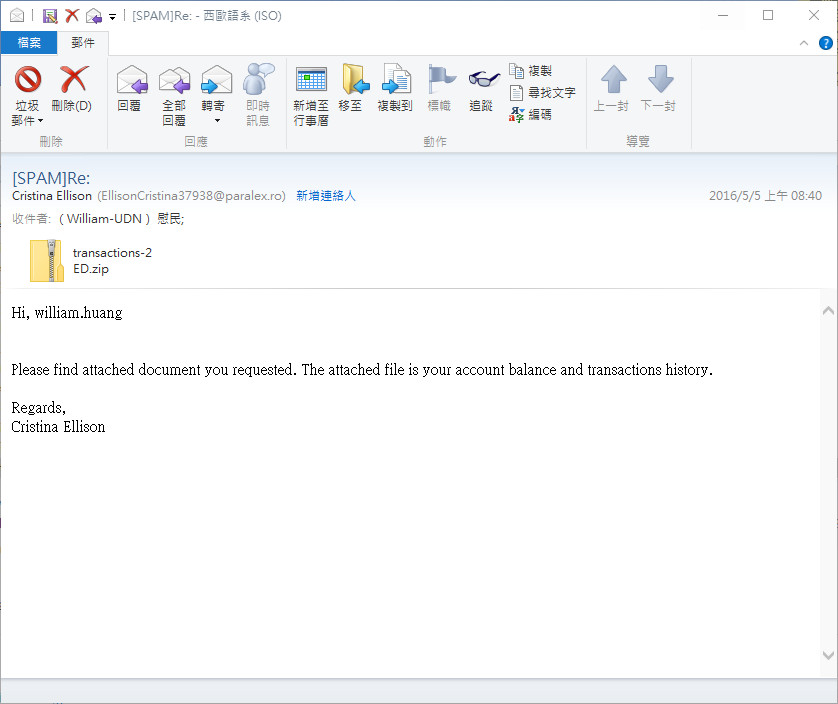 [SPAM]Re: - 西歐語系 (ISO)
檔案 郵件
垃圾郵件 刪除(D) 回覆 全部回覆 轉寄 即時訊息 新增至行事曆 移至 複製到 標幟 追蹤 複製 尋找文字 編碼 上一封 下一封
刪除 回應 動作 導覽
[SPAM]Re:
Cristina Ellison (EllisonCristina37938@paralex.ro) 新增連絡人 2016/5/5 上午 08:40
收件者: ( William-UDN ) 慰民;
transactions-2
ED.zip
Hi, william.huang
Please find attached document you requested. The attached file is your account balance and transactions history.
Regards,
Cristina Ellison